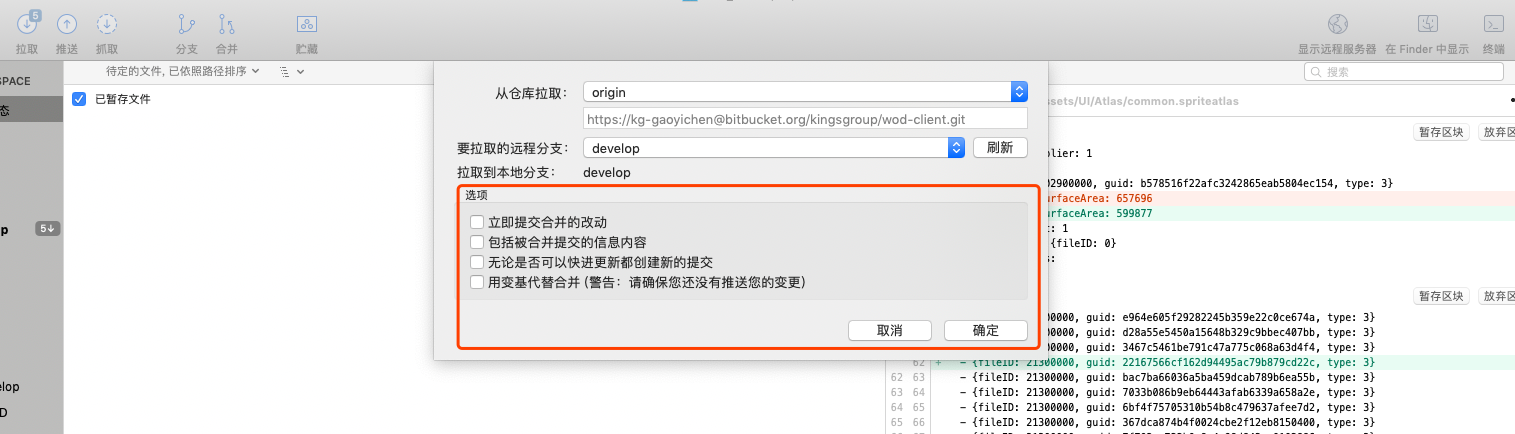 5
拉取
推送
抓取
分支
合并
贮藏
显示远程服务器
在 Finder 中显示
终端
SPACE
待定的文件, 已依照路径排序
搜索
态
已暂存文件
从仓库拉取:
origin
https://kg-gaoyichen@bitbucket.org/kingsgroup/wod-client.git
要拉取的远程分支:
develop
刷新
拉取到本地分支:
develop
选项
立即提交合并的改动
包括被合并提交的信息内容
无论是否可以快进更新都创建新的提交
用变基代替合并 (警告: 请确保您还没有推送您的变更)
取消
确定
5↓
elop
ssets/UI/Atlas/common.spriteatlas
暂存区块
放弃区
plier: 1
02900000, guid: b578516f22afc3242865eab5804ec154, type: 3}
urfaceArea: 657696
urfaceArea: 599877
t: 1
{fileID: 0}
s:
暂存区块
放弃区
00000, guid: e964e605f29282245b359e22c0ce674a, type: 3}
00000, guid: d28a55e5450a15648b329c9bbec407bb, type: 3}
00000, guid: 3467c5461be791c47a775c068a63d4f4, type: 3}
62 + - {fileID: 21300000, guid: 22167566cf162d94495ac79b879cd22c, type: 3}
62 63 - {fileID: 21300000, guid: bac7ba66036a5ba459dcab789b6ea55b, type: 3}
63 64 - {fileID: 21300000, guid: 7033b086b9eb64443afab6339a658a2e, type: 3}
64 65 - {fileID: 21300000, guid: 6bf4f75705310b54b8c479637afee7d2, type: 3}
65 66 - {fileID: 21300000, guid: 367dca874b4f0024cbe2f12eb8150400, type: 3}